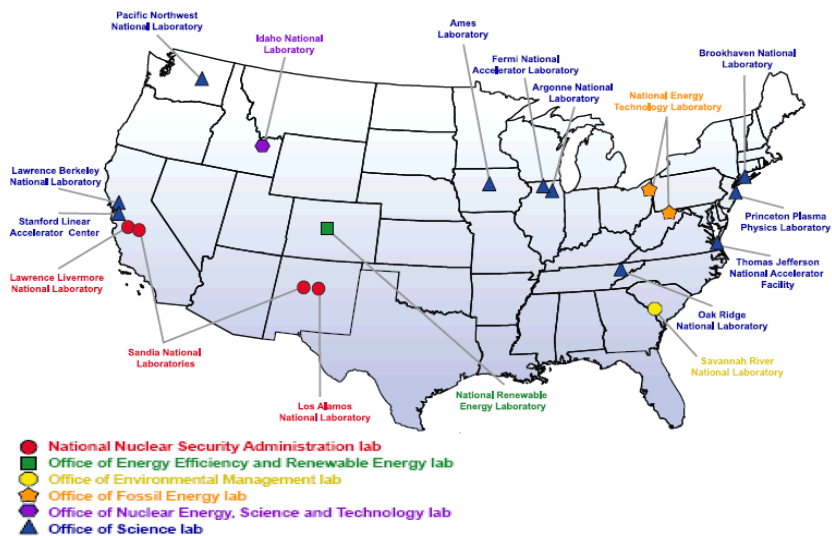 Pacific Northwest
National Laboratory
Idaho National
Laboratory
Ames
Laboratory
Fermi National
Accelerator Laboratory
Argonne National
Laboratory
Brookhaven National
Laboratory
National Energy
Technology Laboratory
Lawrence Berkeley
National Laboratory
Stanford Linear
Accelerator Center
Lawrence Livermore
National Laboratory
Princeton Plasma
Physics Laboratory
Thomas Jefferson
National Accelerator
Facility
Oak Ridge
National Laboratory
Sandia National
Laboratories
Savannah River
National Laboratory
Los Alamos
National Laboratory
National Renewable
Energy Laboratory
National Nuclear Security Administration lab
Office of Energy Efficiency and Renewable Energy lab
Office of Environmental Management lab
Office of Fossil Energy lab
Office of Nuclear Energy, Science and Technology lab
Office of Science lab